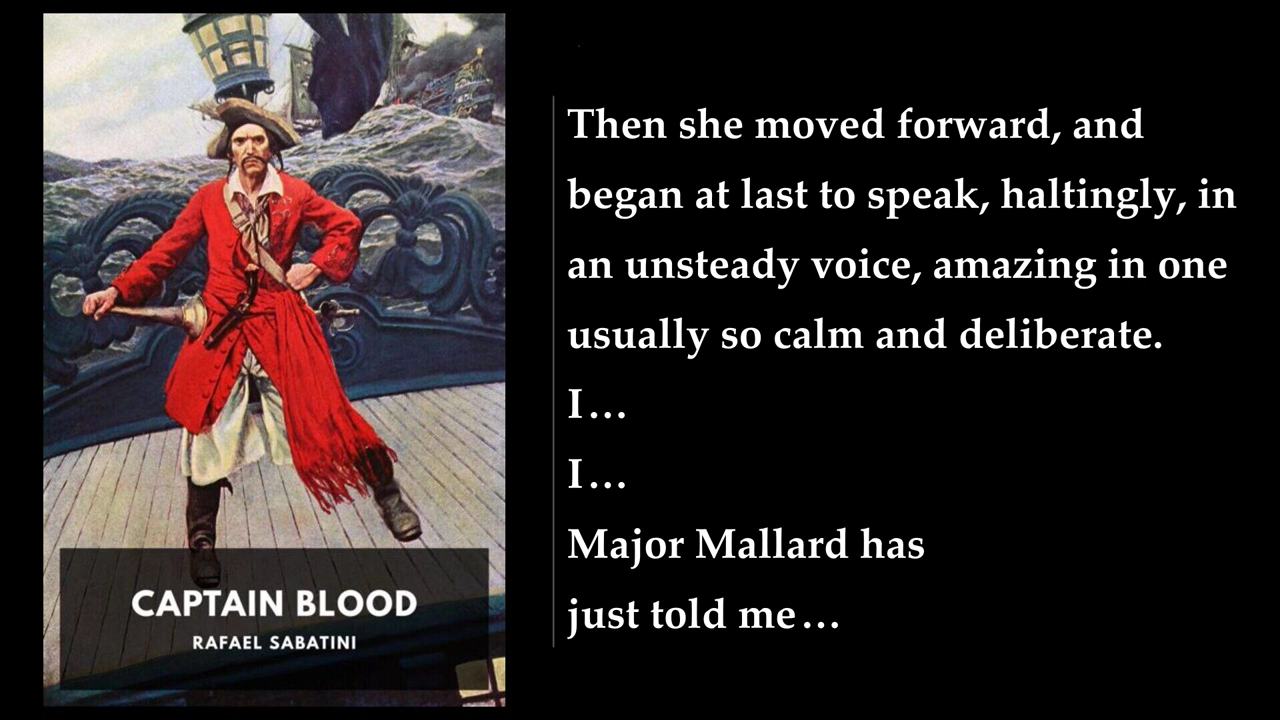 CAPTAIN BLOOD
RAFAEL SABATINI
Then she moved forward, and
began at last to speak, haltingly, in
an unsteady voice, amazing in one
usually so calm and deliberate.
I…
I…
Major Mallard has
just told me…